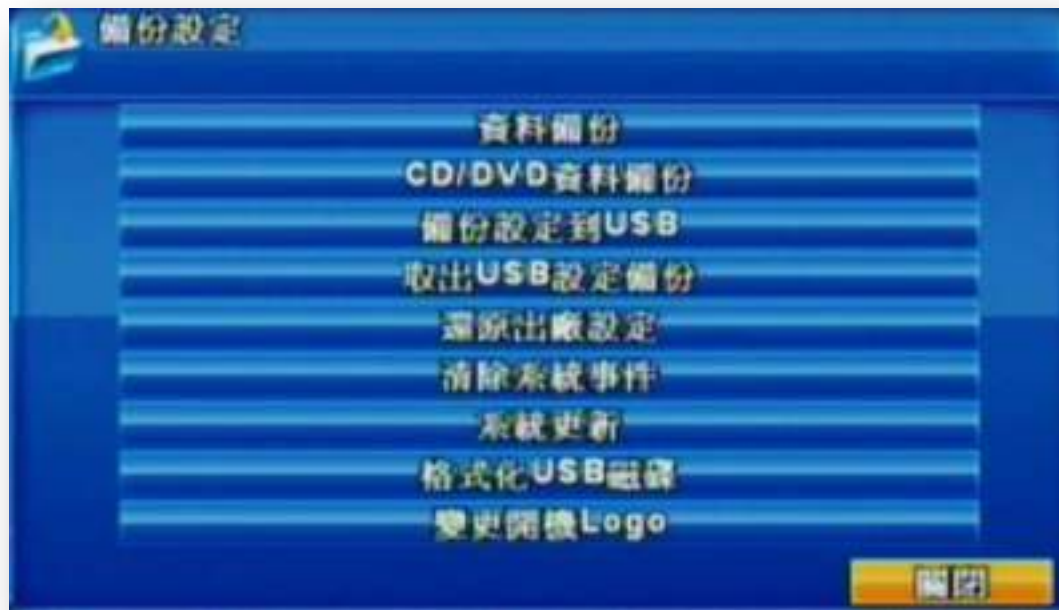 備份設定
資料備份
CD/DVD資料備份
備份設定到USB
取出USB設定備份
還原出廠設定
清除系統事件
系統更新
格式化USB磁碟
變更開機Logo
關閉